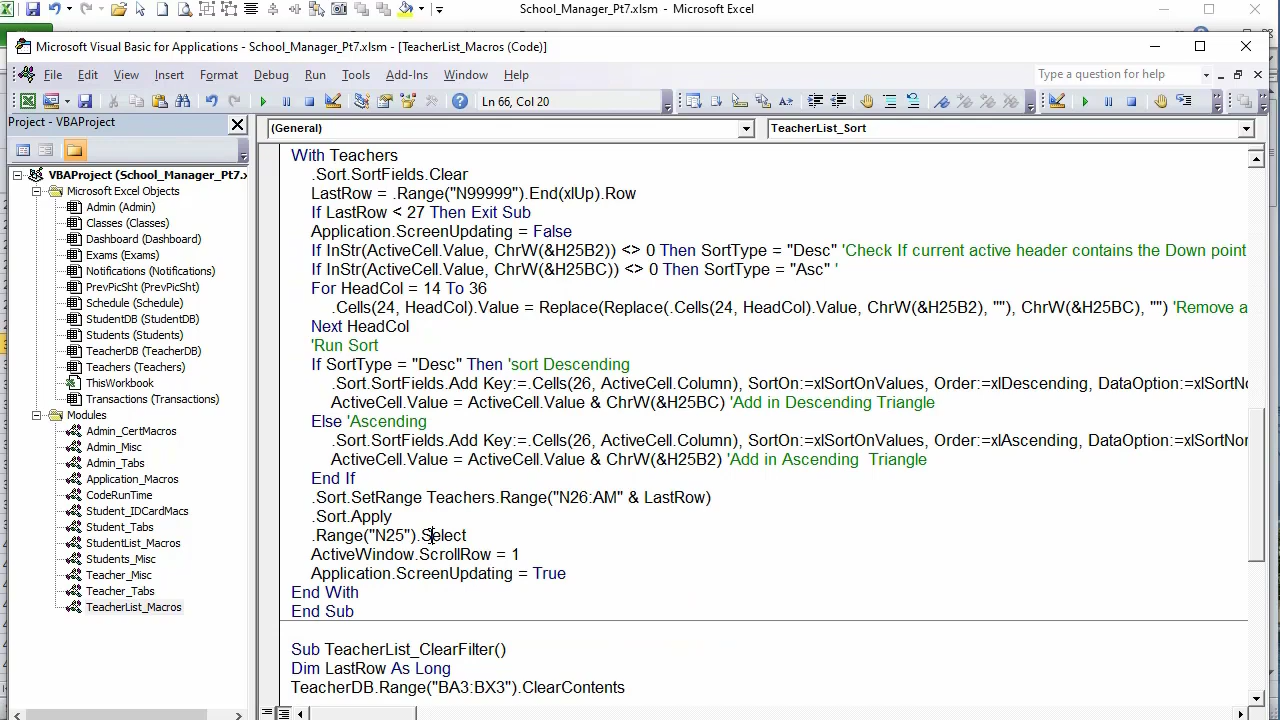 School_Manager_Pt7.xlsm - Microsoft Excel
Microsoft Visual Basic for Applications - School_Manager_Pt7.xlsm - [TeacherList_Macros (Code)]
File Edit View Insert Format Debug Run Tools Add-Ins Window Help Type a question for help
Ln 66, Col 20
Project - VBAProject
(General) TeacherList_Sort
VBAProject (School_Manager_Pt7.x
Microsoft Excel Objects
Admin (Admin)
Classes (Classes)
Dashboard (Dashboard)
Exams (Exams)
Notifications (Notifications)
PrevPicSht (PrevPicSht)
Schedule (Schedule)
StudentDB (StudentDB)
Students (Students)
TeacherDB (TeacherDB)
Teachers (Teachers)
ThisWorkbook
Transactions (Transactions)
Modules
Admin_CertMacros
Admin_Misc
Admin_Tabs
Application_Macros
CodeRunTime
Student_IDCardMacs
Student_Tabs
StudentList_Macros
Students_Misc
Teacher_Misc
Teacher_Tabs
TeacherList_Macros
With Teachers
.Sort.SortFields.Clear
LastRow = .Range("N99999").End(xlUp).Row
If LastRow < 27 Then Exit Sub
Application.ScreenUpdating = False
If InStr(ActiveCell.Value, ChrW(&H25B2)) <> 0 Then SortType = "Desc" 'Check If current active header contains the Down point
If InStr(ActiveCell.Value, ChrW(&H25BC)) <> 0 Then SortType = "Asc" '
For HeadCol = 14 To 36
.Cells(24, HeadCol).Value = Replace(Replace(.Cells(24, HeadCol).Value, ChrW(&H25B2), ""), ChrW(&H25BC), "") 'Remove a
Next HeadCol
'Run Sort
If SortType = "Desc" Then 'sort Descending
.Sort.SortFields.Add Key:=.Cells(26, ActiveCell.Column), SortOn:=xlSortOnValues, Order:=xlDescending, DataOption:=xlSortNo
ActiveCell.Value = ActiveCell.Value & ChrW(&H25BC) 'Add in Descending Triangle
Else 'Ascending
.Sort.SortFields.Add Key:=.Cells(26, ActiveCell.Column), SortOn:=xlSortOnValues, Order:=xlAscending, DataOption:=xlSortNor
ActiveCell.Value = ActiveCell.Value & ChrW(&H25B2) 'Add in Ascending  Triangle
End If
.Sort.SetRange Teachers.Range("N26:AM" & LastRow)
.Sort.Apply
.Range("N25").Select
ActiveWindow.ScrollRow = 1
Application.ScreenUpdating = True
End With
End Sub
Sub TeacherList_ClearFilter()
Dim LastRow As Long
TeacherDB.Range("BA3:BX3").ClearContents